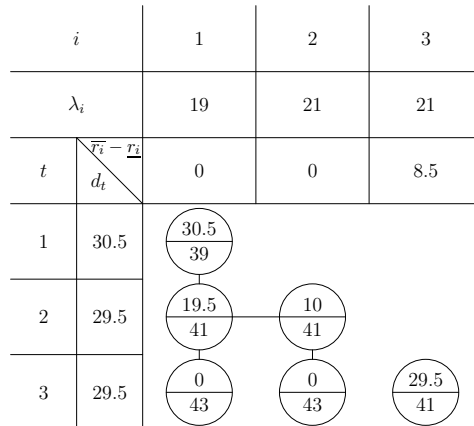 i 1 2 3
λ_i 19 21 21
t \overline{r_i} − \underline{r_i} d_t 0 0 8.5
1 30.5 30.5/39
2 29.5 19.5/41 10/41
3 29.5 0/43 0/43 29.5/41